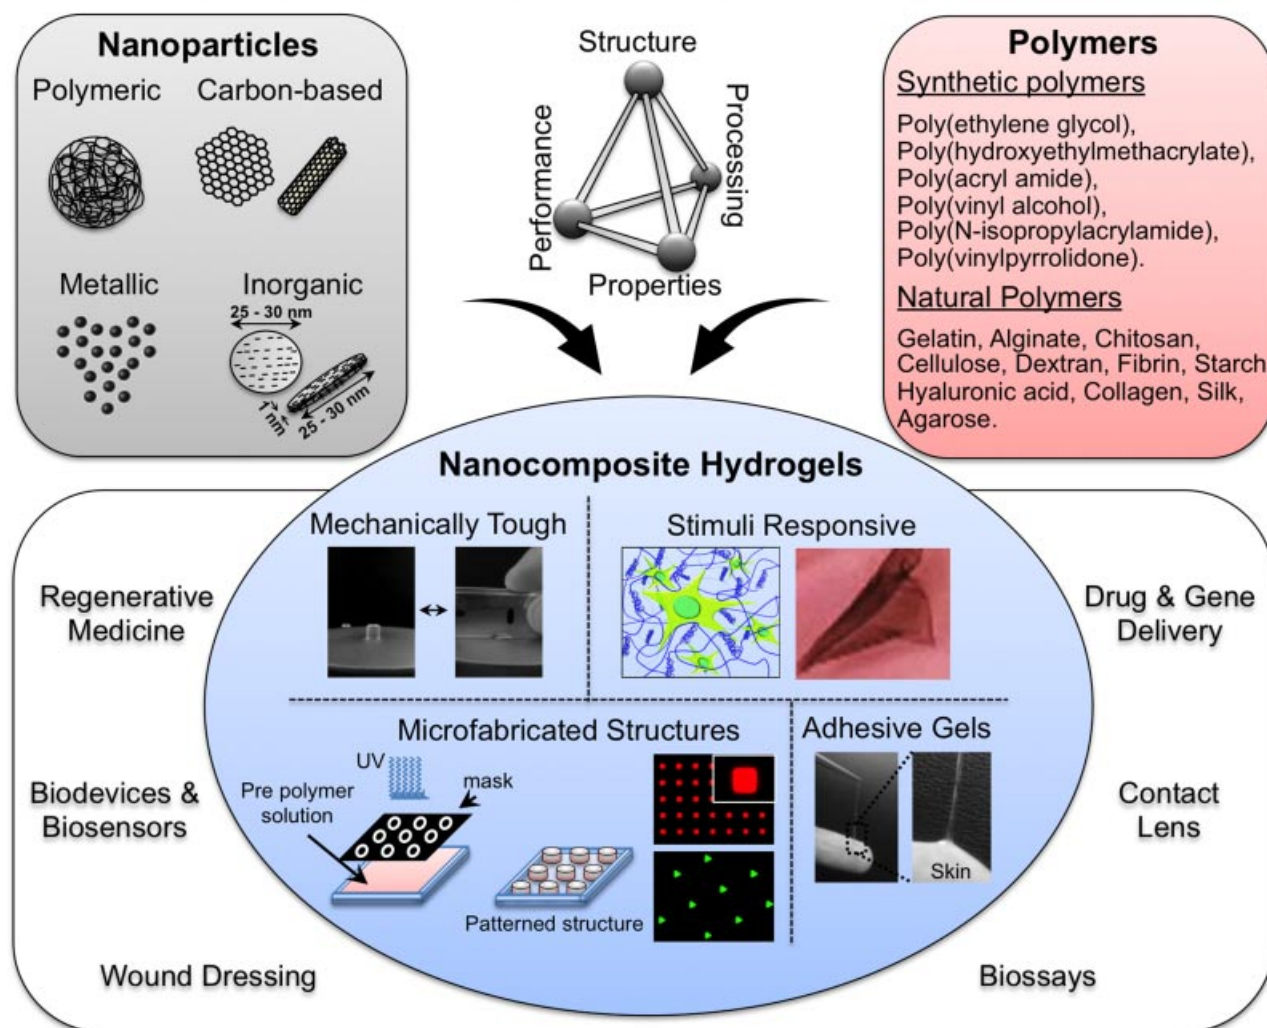 Nanoparticles
Polymeric
Carbon-based
Metallic
Inorganic
25 - 30 nm
1 nm
25 - 30 nm
Structure
Performance
Processing
Properties
Polymers
Synthetic polymers
Poly(ethylene glycol),
Poly(hydroxyethylmethacrylate),
Poly(acryl amide),
Poly(vinyl alcohol),
Poly(N-isopropylacrylamide),
Poly(vinylpyrrolidone).
Natural Polymers
Gelatin, Alginate, Chitosan,
Cellulose, Dextran, Fibrin, Starch
Hyaluronic acid, Collagen, Silk,
Agarose.
Nanocomposite Hydrogels
Mechanically Tough
Stimuli Responsive
Microfabricated Structures
UV
mask
Pre polymer
solution
Patterned structure
Adhesive Gels
Skin
Regenerative
Medicine
Biodevices &
Biosensors
Wound Dressing
Drug & Gene
Delivery
Contact
Lens
Biossays